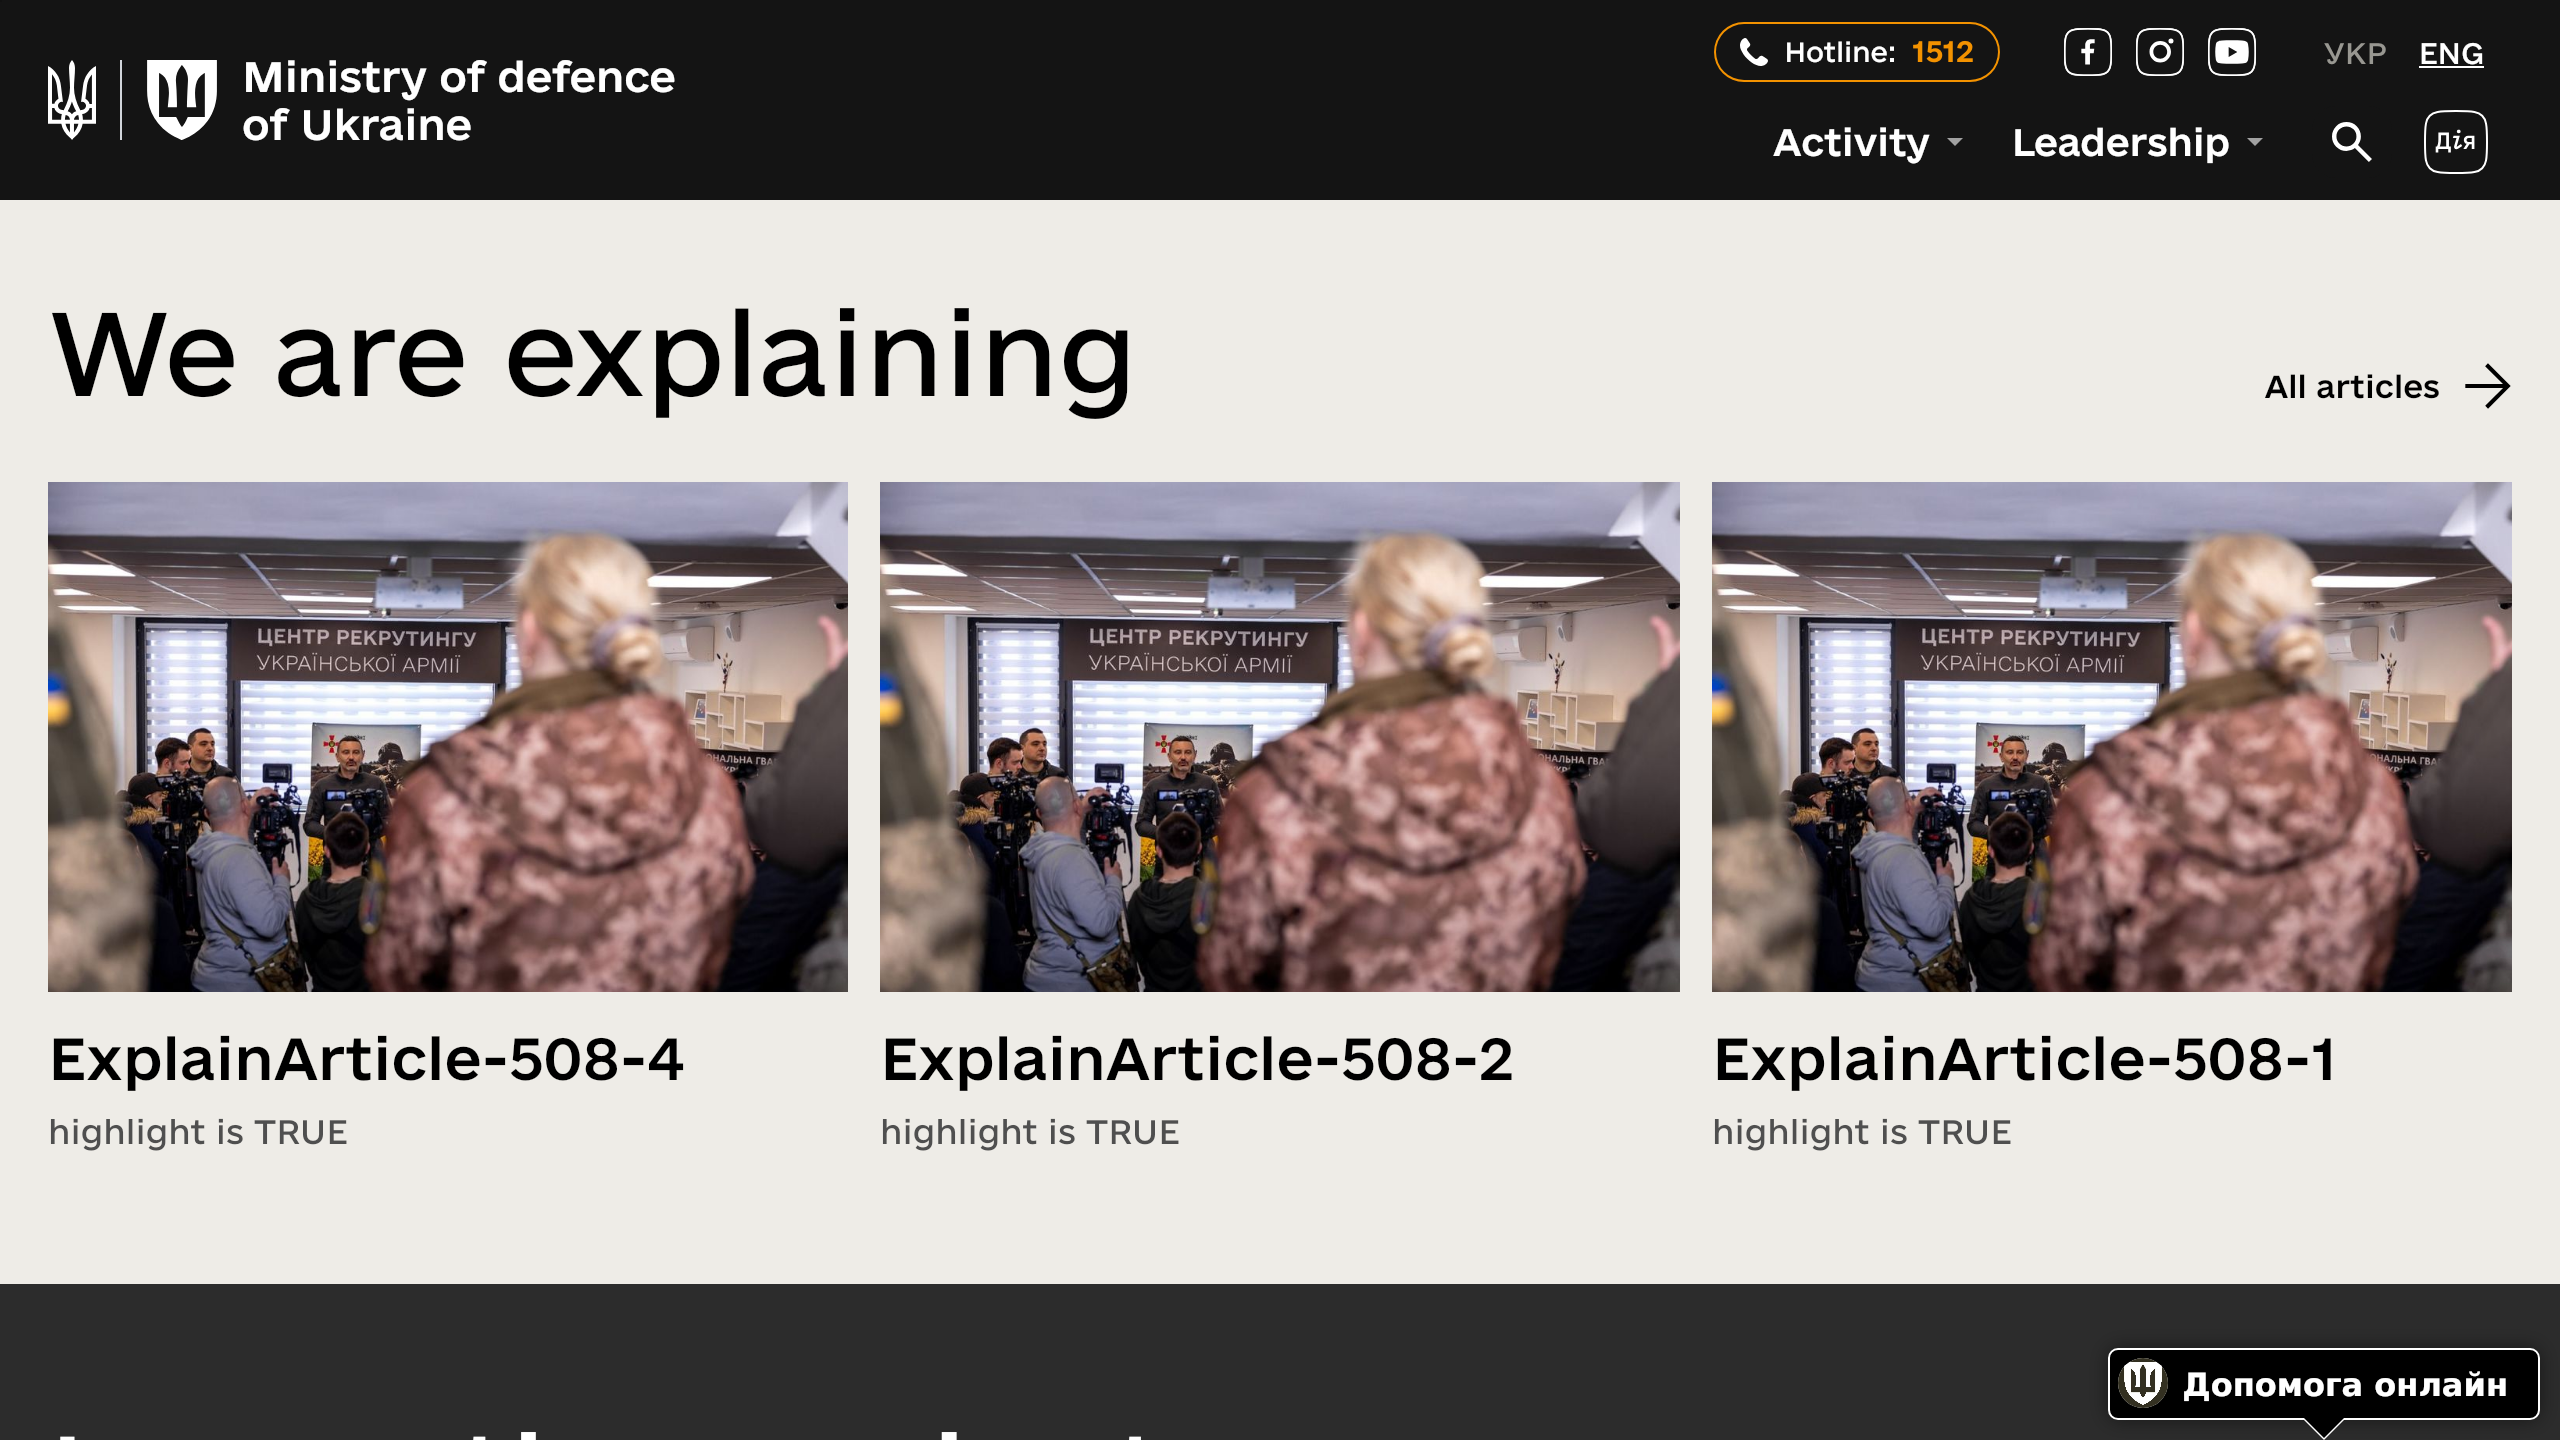 Ministry of defence
of Ukraine
Hotline: 1512
УКР ENG
Activity Leadership Дія
We are explaining
All articles
ЦЕНТР РЕКРУТИНГУ
УКРАЇНСЬКОЇ АРМІЇ
ЦЕНТР РЕКРУТИНГУ
УКРАЇНСЬКОЇ АРМІЇ
ЦЕНТР РЕКРУТИНГУ
УКРАЇНСЬКОЇ АРМІЇ
ExplainArticle-508-4
highlight is TRUE
ExplainArticle-508-2
highlight is TRUE
ExplainArticle-508-1
highlight is TRUE
Допомога онлайн